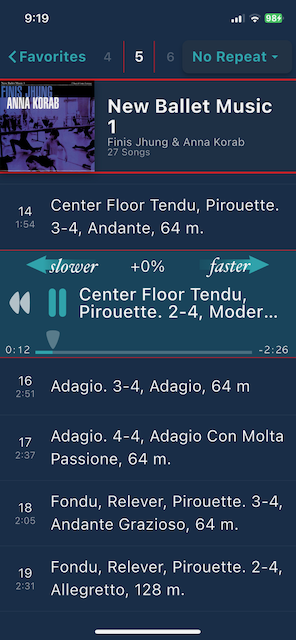 9:19
98
Favorites 4 5 6 No Repeat
FINIS JHUNG
ANNA KORAB
New Ballet Music
1
Finis Jhung & Anna Korab
27 Songs
14 Center Floor Tendu, Pirouette.
1:54 3-4, Andante, 64 m.
slower +0% faster
Center Floor Tendu,
Pirouette. 2-4, Moder...
0:12 -2:26
16 Adagio. 3-4, Adagio, 64 m
2:51
17 Adagio. 4-4, Adagio Con Molta
2:37 Passione, 64 m.
18 Fondu, Relever, Pirouette. 3-4,
2:05 Andante Grazioso, 64 m.
19 Fondu, Relever, Pirouette. 2-4,
2:31 Allegretto, 128 m.